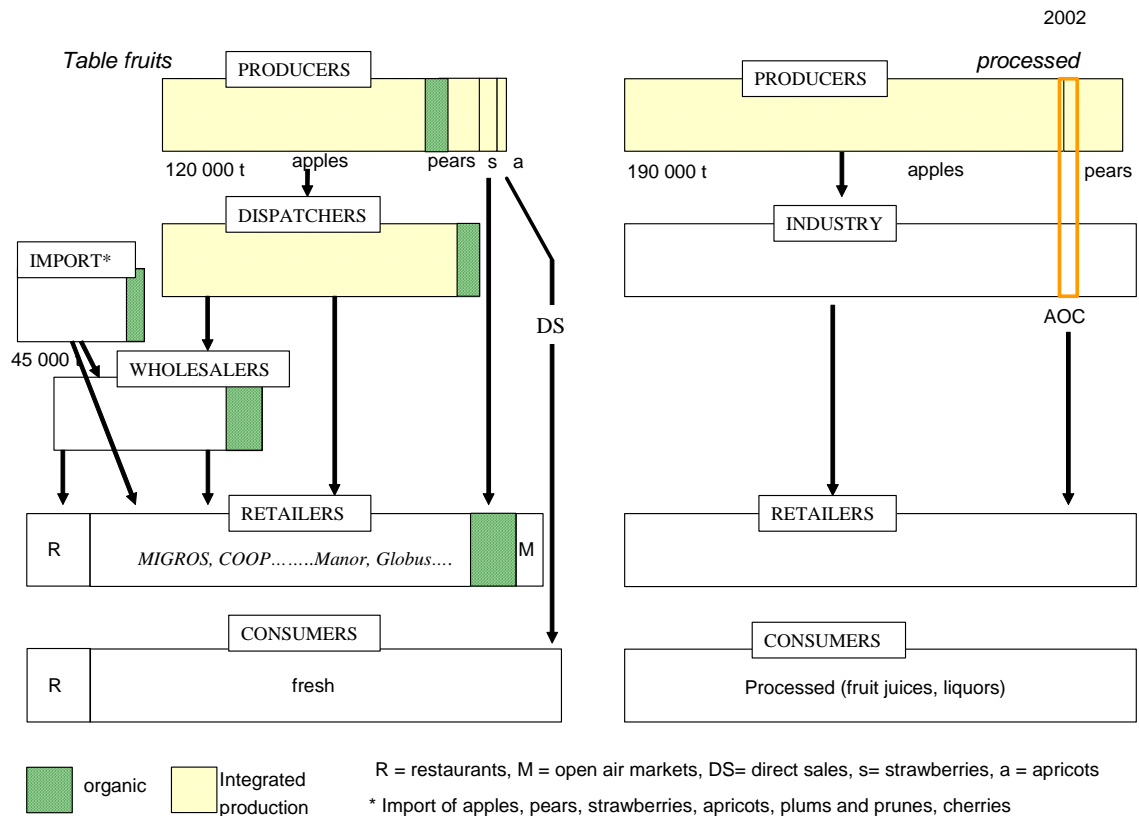 2002
Table fruits
processed
PRODUCERS
PRODUCERS
120 000 t
apples
pears
s
a
190 000 t
apples
pears
DISPATCHERS
INDUSTRY
IMPORT*
DS
AOC
45 000 t
WHOLESALERS
RETAILERS
RETAILERS
R
MIGROS, COOP……..Manor, Globus….
M
CONSUMERS
CONSUMERS
R
fresh
Processed (fruit juices, liquors)
organic
Integrated
production
R = restaurants, M = open air markets, DS= direct sales, s= strawberries, a = apricots
* Import of apples, pears, strawberries, apricots, plums and prunes, cherries